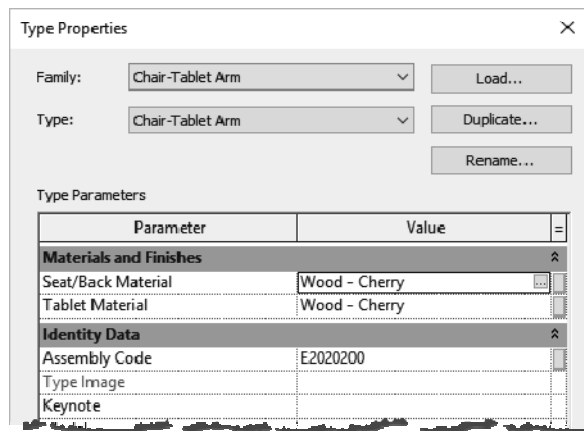 Type Properties
Family: Chair-Tablet Arm Load...
Type: Chair-Tablet Arm Duplicate...
Rename...
Type Parameters
Parameter Value =
Materials and Finishes
Seat/Back Material Wood - Cherry ...
Tablet Material Wood - Cherry
Identity Data
Assembly Code E2020200
Type Image
Keynote